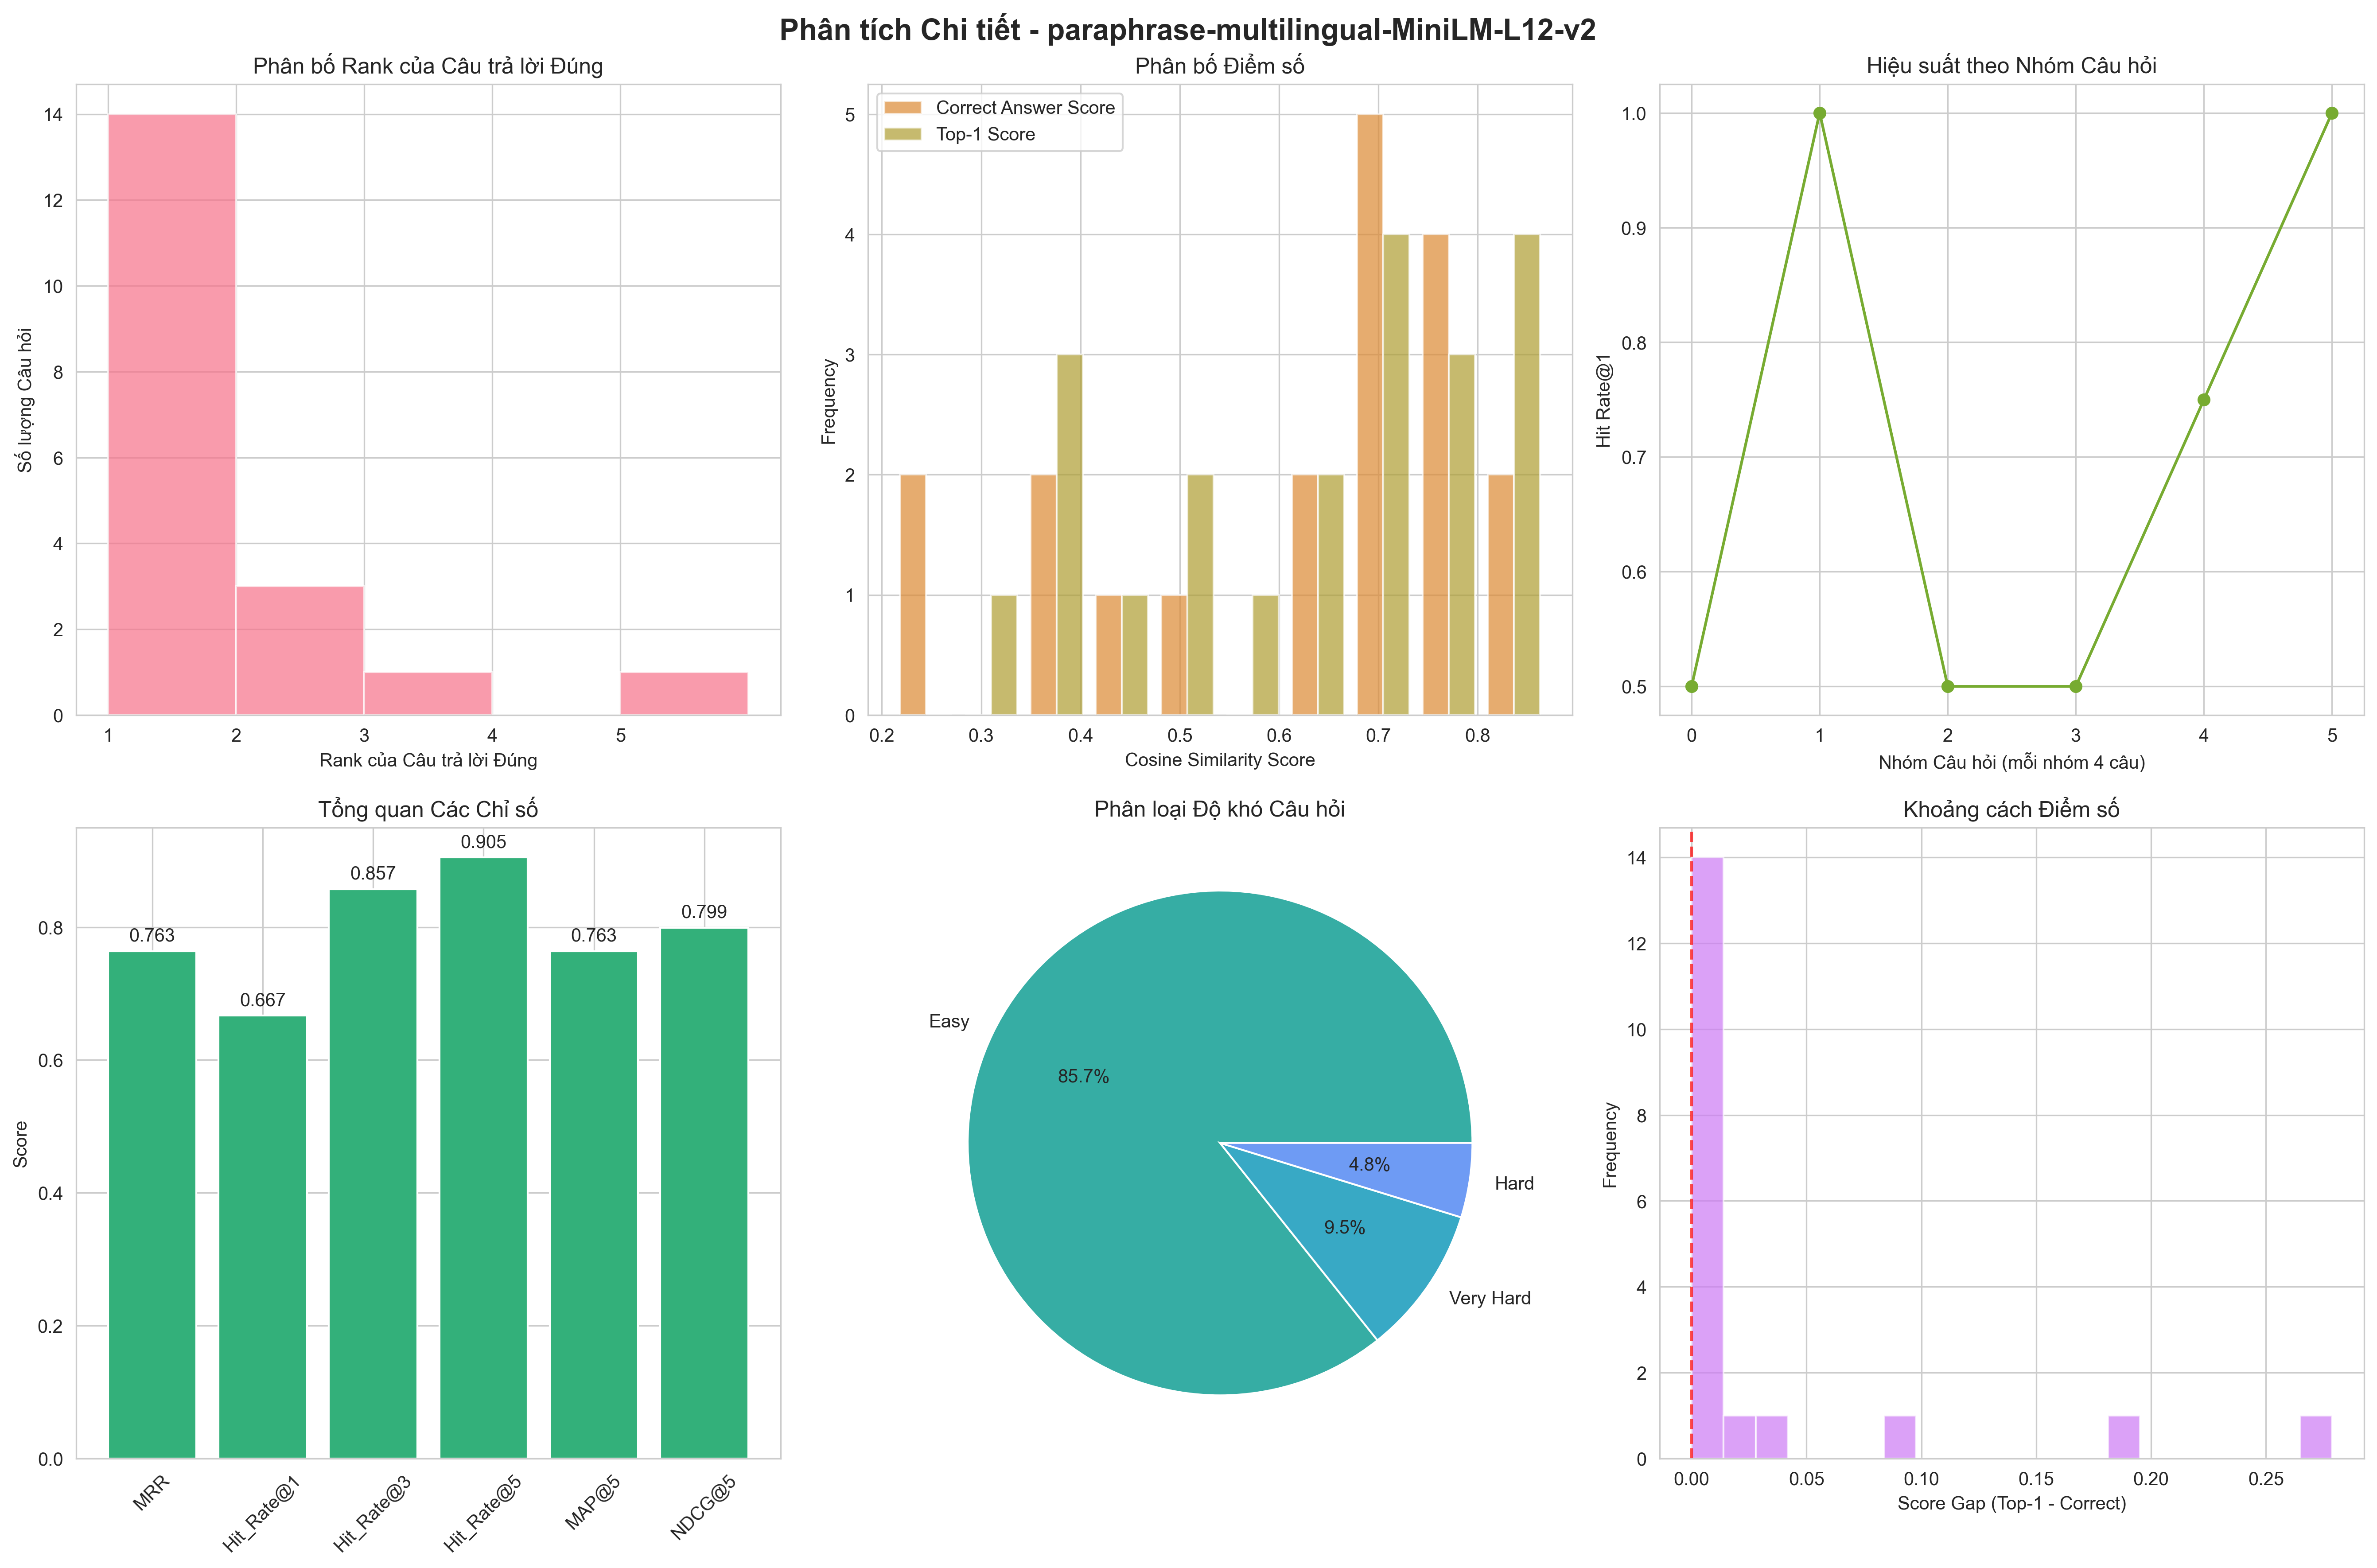 Phân tích Chi tiết - paraphrase-multilingual-MiniLM-L12-v2
Phân bố Rank của Câu trả lời Đúng
Số lượng Câu hỏi
14
12
10
8
6
4
2
0
1 2 3 4 5
Rank của Câu trả lời Đúng
Phân bố Điểm số
Correct Answer Score
Top-1 Score
Frequency
5
4
3
2
1
0
0.2 0.3 0.4 0.5 0.6 0.7 0.8
Cosine Similarity Score
Hiệu suất theo Nhóm Câu hỏi
Hit Rate@1
1.0
0.9
0.8
0.7
0.6
0.5
0 1 2 3 4 5
Nhóm Câu hỏi (mỗi nhóm 4 câu)
Tổng quan Các Chỉ số
Score
0.8
0.6
0.4
0.2
0.0
0.763
0.667
0.857
0.905
0.763
0.799
MRR
Hit_Rate@1
Hit_Rate@3
Hit_Rate@5
MAP@5
NDCG@5
Phân loại Độ khó Câu hỏi
Easy
85.7%
4.8%
Hard
9.5%
Very Hard
Khoảng cách Điểm số
Frequency
14
12
10
8
6
4
2
0
0.00 0.05 0.10 0.15 0.20 0.25
Score Gap (Top-1 - Correct)